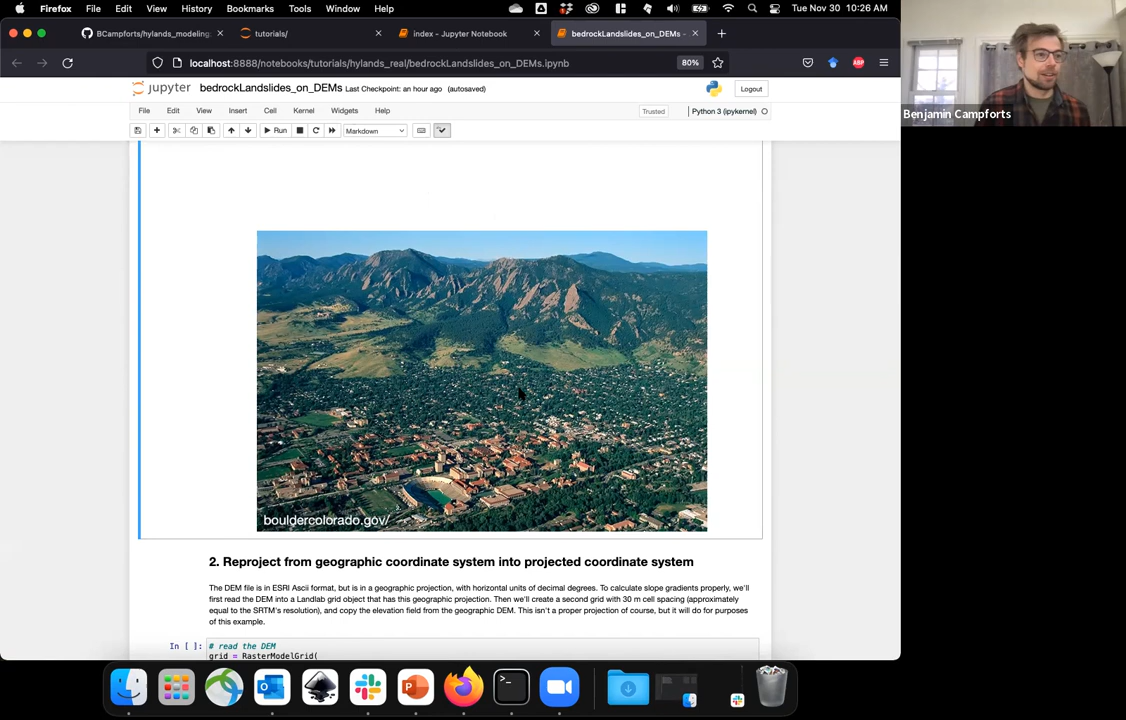 Firefox File Edit View History Bookmarks Tools Window Help
Tue Nov 30 10:26 AM
BCampforts/hylands_modeling
tutorials/
index - Jupyter Notebook
bedrockLandslides_on_DEMs -
localhost:8888/notebooks/tutorials/hylands_real/bedrockLandslides_on_DEMs.ipynb
80%
ABP
jupyter bedrockLandslides_on_DEMs Last Checkpoint: an hour ago (autosaved)
Logout
File Edit View Insert Cell Kernel Widgets Help
Trusted
Python 3 (ipykernel)
Run
Markdown
Benjamin Campforts
bouldercolorado.gov/
2. Reproject from geographic coordinate system into projected coordinate system
The DEM file is in ESRI Ascii format, but is in a geographic projection, with horizontal units of decimal degrees. To calculate slope gradients properly, we'll
first read the DEM into a Landlab grid object that has this geographic projection. Then we'll create a second grid with 30 m cell spacing (approximately
equal to the SRTM's resolution), and copy the elevation field from the geographic DEM. This isn't a proper projection of course, but it will do for purposes
of this example.
In [ ]: # read the DEM
grid = RasterModelGrid(